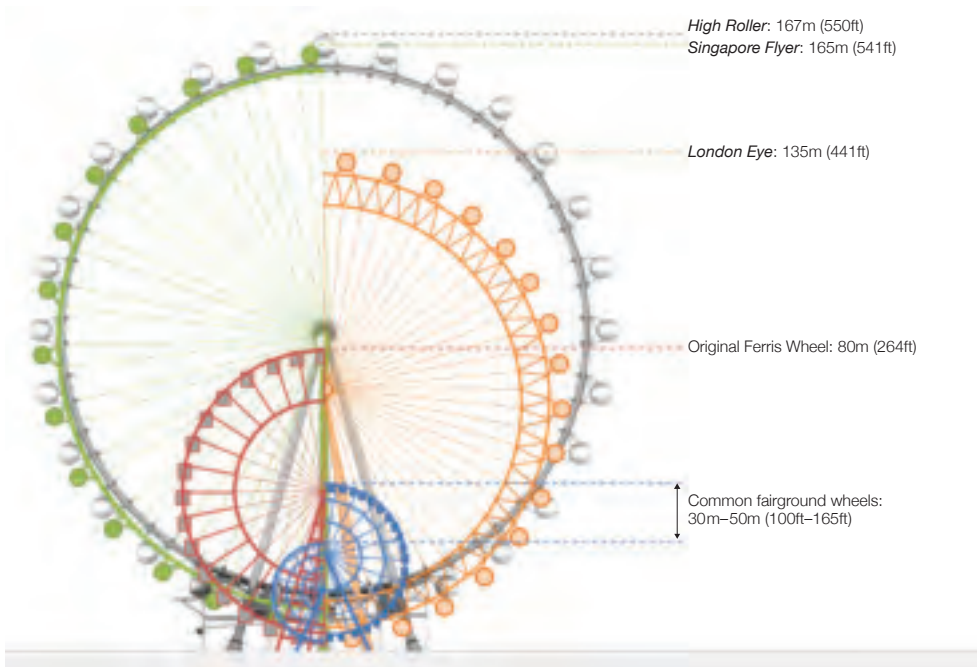 High Roller: 167m (550ft)
Singapore Flyer: 165m (541ft)
London Eye: 135m (441ft)
Original Ferris Wheel: 80m (264ft)
Common fairground wheels:
30m–50m (100ft–165ft)